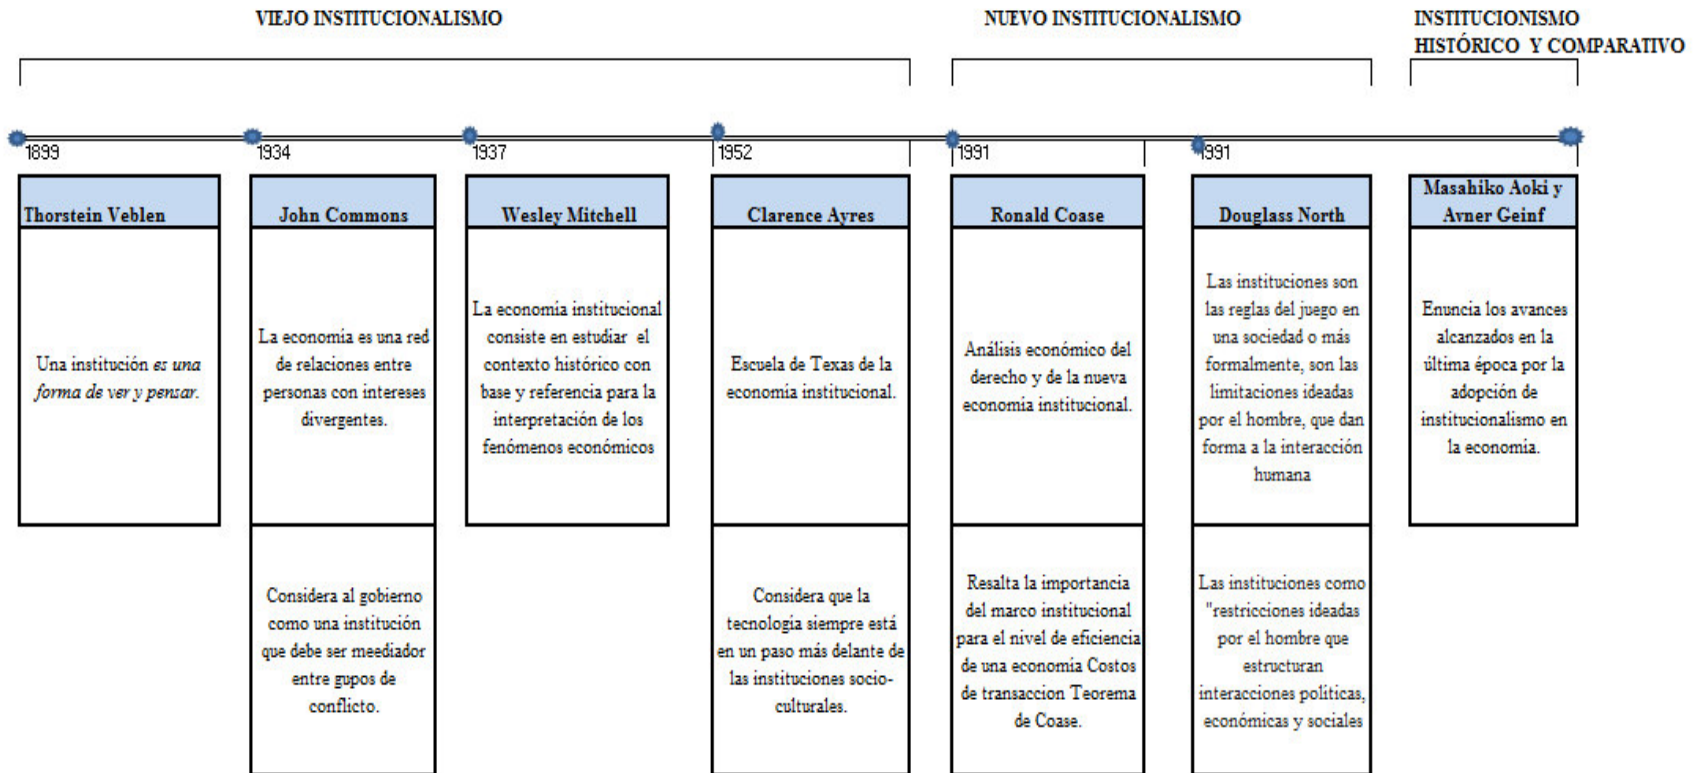 VIEJO INSTITUCIONALISMO
NUEVO INSTITUCIONALISMO
INSTITUCIONISMO
HISTÓRICO Y COMPARATIVO
1899
1934
1937
1952
1991
1991
Thorstein Veblen
Una institución es una
forma de ver y pensar.
John Commons
La economía es una red
de relaciones entre
personas con intereses
divergentes.
Considera al gobierno
como una institución
que debe ser meediador
entre gupos de
conflicto.
Wesley Mitchell
La economía institucional
consiste en estudiar el
contexto histórico con
base y referencia para la
interpretación de los
fenómenos económicos
Clarence Ayres
Escuela de Texas de la
economía institucional.
Considera que la
tecnología siempre está
en un paso más delante de
las instituciones socio-
culturales.
Ronald Coase
Análisis económico del
derecho y de la nueva
economía institucional.
Resalta la importancia
del marco institucional
para el nivel de eficiencia
de una economía Costos
de transaccion Teorema
de Coase.
Douglass North
Las instituciones son
las reglas del juego en
una sociedad o más
formalmente, son las
limitaciones ideadas
por el hombre, que dan
forma a la interacción
humana
Las instituciones como
"restricciones ideadas
por el hombre que
estructuran
interacciones políticas,
económicas y sociales
Masahiko Aoki y
Avner Geinf
Enuncia los avances
alcanzados en la
última época por la
adopción de
institucionalismo en
la economía.